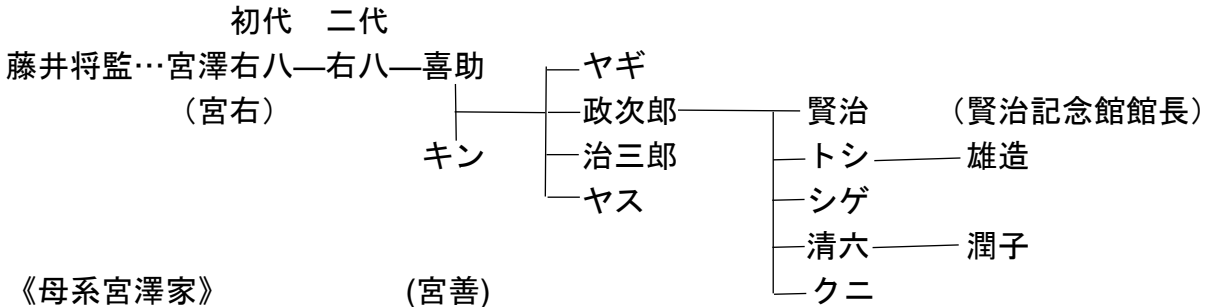 初代 二代
藤井将監…宮澤右八―右八―喜助 ヤギ
（宮右） 政次郎 賢治 （賢治記念館館長）
キン 治三郎 トシ 雄造
ヤス シゲ
清六 潤子
《母系宮澤家》 (宮善) クニ